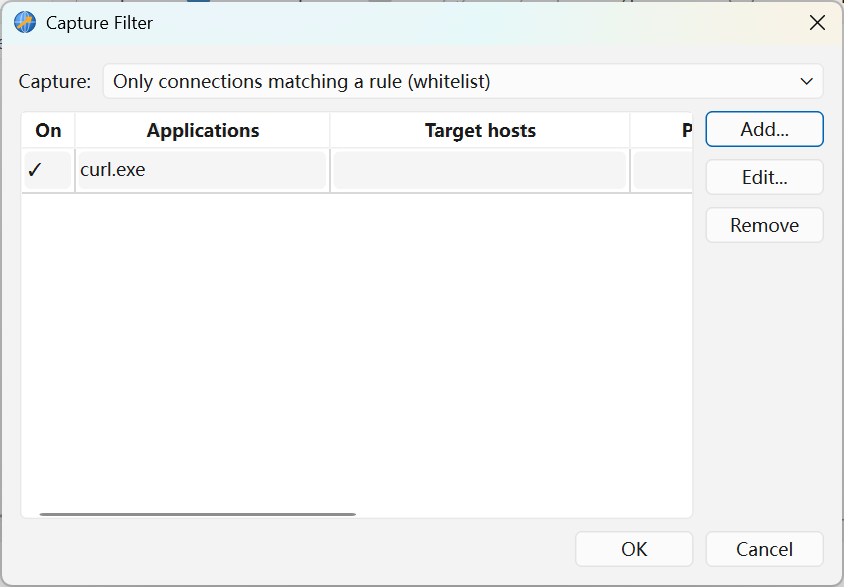 Capture Filter
Capture: Only connections matching a rule (whitelist)
On Applications Target hosts P Add...
✓ curl.exe
Edit...
Remove
OK Cancel